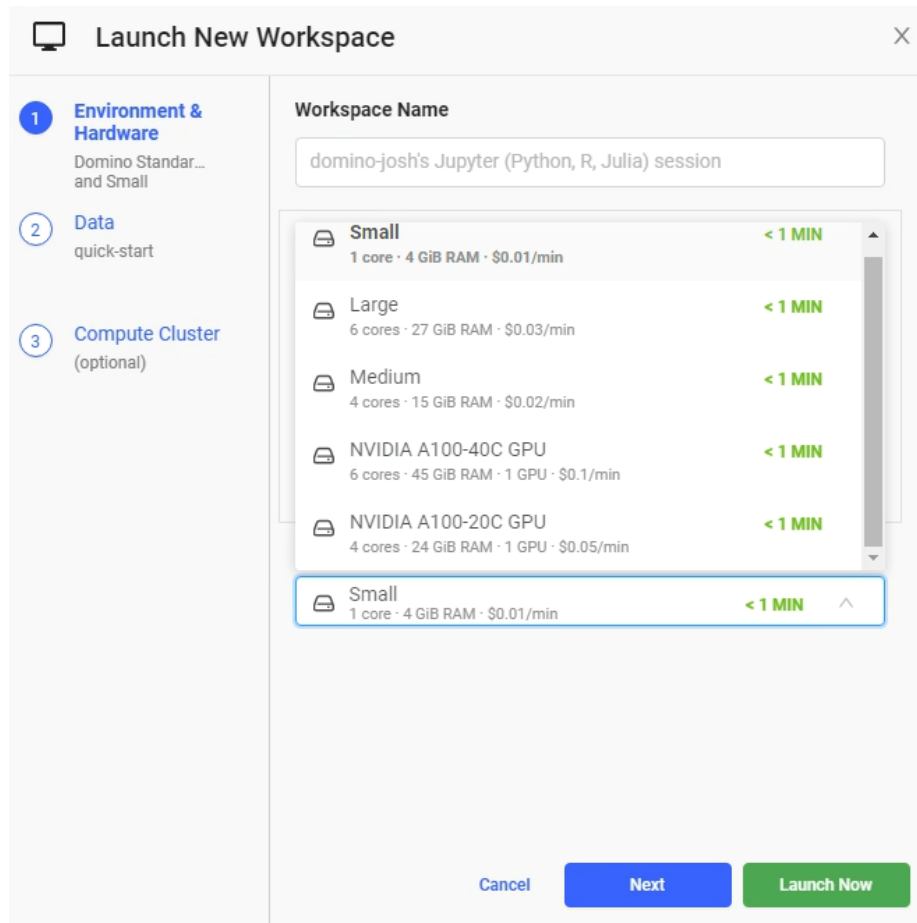 Launch New Workspace
1
Environment &
Hardware
Domino Standar...
and Small
2
Data
quick-start
3
Compute Cluster
(optional)
Workspace Name
domino-josh's Jupyter (Python, R, Julia) session
Small < 1 MIN
1 core · 4 GiB RAM · $0.01/min
Large < 1 MIN
6 cores · 27 GiB RAM · $0.03/min
Medium < 1 MIN
4 cores · 15 GiB RAM · $0.02/min
NVIDIA A100-40C GPU < 1 MIN
6 cores · 45 GiB RAM · 1 GPU · $0.1/min
NVIDIA A100-20C GPU < 1 MIN
4 cores · 24 GiB RAM · 1 GPU · $0.05/min
Small < 1 MIN
1 core · 4 GiB RAM · $0.01/min
Cancel Next Launch Now